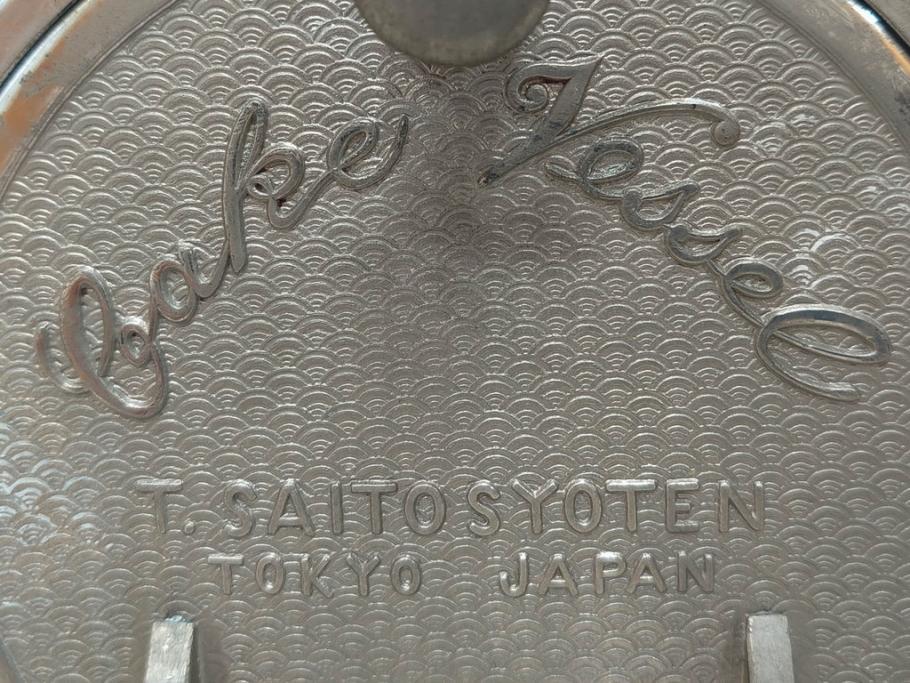 Cake Vessel
T. SAITO SYOTEN
TOKYO JAPAN